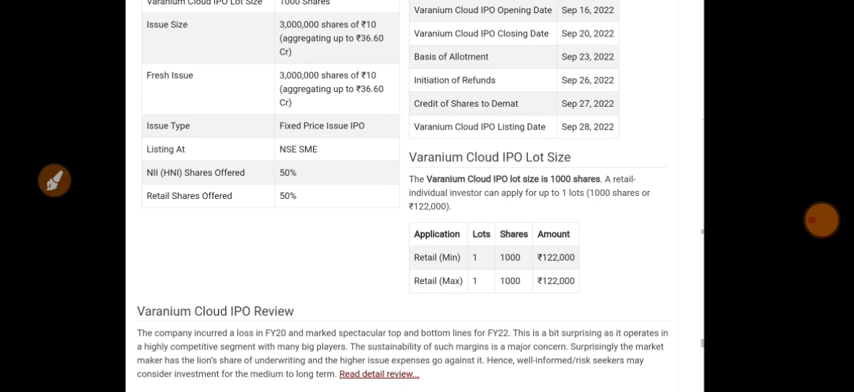 Varanium Cloud IPO Lot Size 1000 Shares
Issue Size 3,000,000 shares of ₹10
(aggregating up to ₹36.60
Cr)
Fresh Issue 3,000,000 shares of ₹10
(aggregating up to ₹36.60
Cr)
Issue Type Fixed Price Issue IPO
Listing At NSE SME
NII (HNI) Shares Offered 50%
Retail Shares Offered 50%
Varanium Cloud IPO Opening Date Sep 16, 2022
Varanium Cloud IPO Closing Date Sep 20, 2022
Basis of Allotment Sep 23, 2022
Initiation of Refunds Sep 26, 2022
Credit of Shares to Demat Sep 27, 2022
Varanium Cloud IPO Listing Date Sep 28, 2022
Varanium Cloud IPO Lot Size
The Varanium Cloud IPO lot size is 1000 shares. A retail-
individual investor can apply for up to 1 lots (1000 shares or
₹122,000).
Application Lots Shares Amount
Retail (Min) 1 1000 ₹122,000
Retail (Max) 1 1000 ₹122,000
Varanium Cloud IPO Review
The company incurred a loss in FY20 and marked spectacular top and bottom lines for FY22. This is a bit surprising as it operates in
a highly competitive segment with many big players. The sustainability of such margins is a major concern. Surprisingly the market
maker has the lion's share of underwriting and the higher issue expenses go against it. Hence, well-informed/risk seekers may
consider investment for the medium to long term. Read detail review...